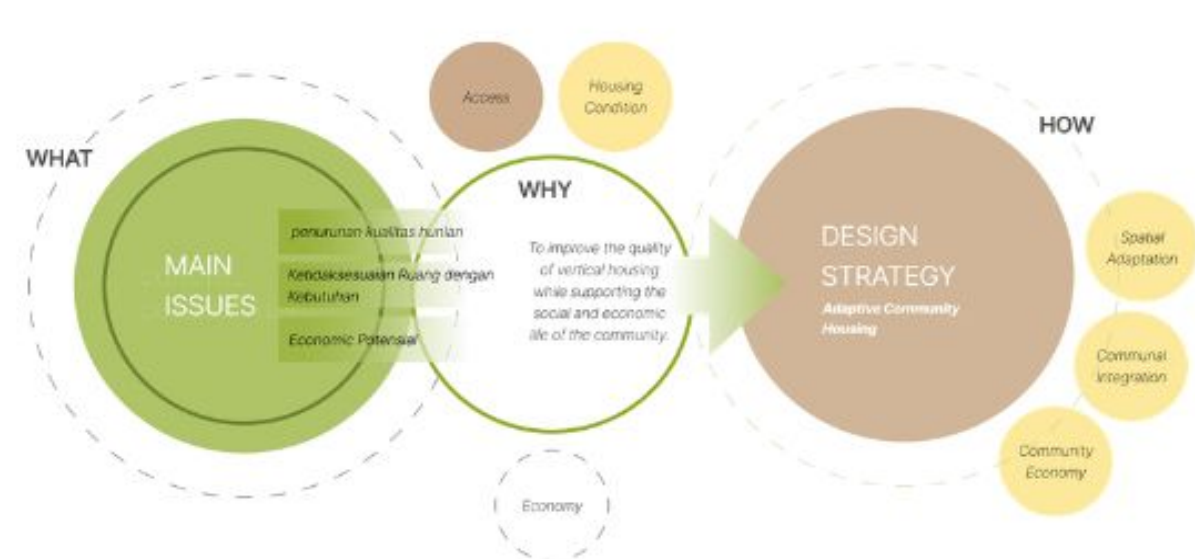 WHAT
MAIN
ISSUES
penurunan kualitas hunian
Ketidaksesuaian Ruang dengan
Kebutuhan
Economic Potensial
Access
Housing
Condition
WHY
To improve the quality
of vertical housing
while supporting the
social and economic
life of the community.
Economy
HOW
DESIGN
STRATEGY
Adaptive Community
Housing
Spatial
Adaptation
Communal
Integration
Community
Economy